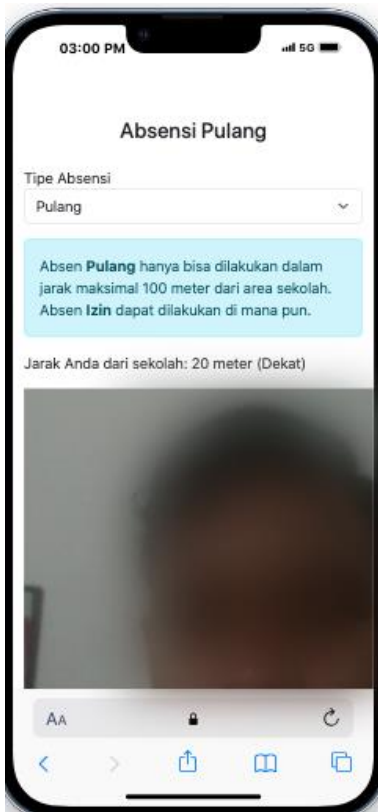 03:00 PM
5G
Absensi Pulang
Tipe Absensi
Pulang
Absen Pulang hanya bisa dilakukan dalam
jarak maksimal 100 meter dari area sekolah.
Absen Izin dapat dilakukan di mana pun.
Jarak Anda dari sekolah: 20 meter (Dekat)
AA